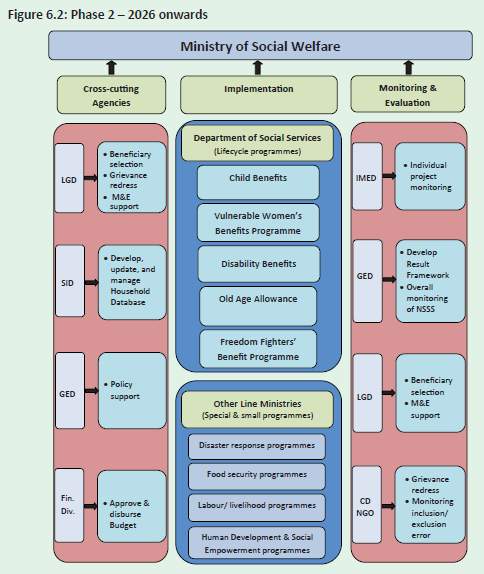 Figure 6.2: Phase 2 – 2026 onwards
Ministry of Social Welfare
Cross-cutting
Agencies
Implementation
Monitoring &
Evaluation
LGD
• Beneficiary
selection
• Grievance
redress
• M&E
support
SID
• Develop,
update, and
manage
Household
Database
GED
• Policy
support
Fin.
Div.
• Approve &
disburse
Budget
Department of Social Services
(Lifecycle programmes)
Child Benefits
Vulnerable Women's
Benefits Programme
Disability Benefits
Old Age Allowance
Freedom Fighters'
Benefit Programme
Other Line Ministries
(Special & small programmes)
Disaster response programmes
Food security programmes
Labour/ livelihood programmes
Human Development & Social
Empowerment programmes
IMED
• Individual
project
monitoring
GED
• Develop
Result
Framework
• Overall
monitoring
of NSSS
LGD
• Beneficiary
selection
• M&E
support
CD
NGO
• Grievance
redress
• Monitoring
inclusion/
exclusion
error